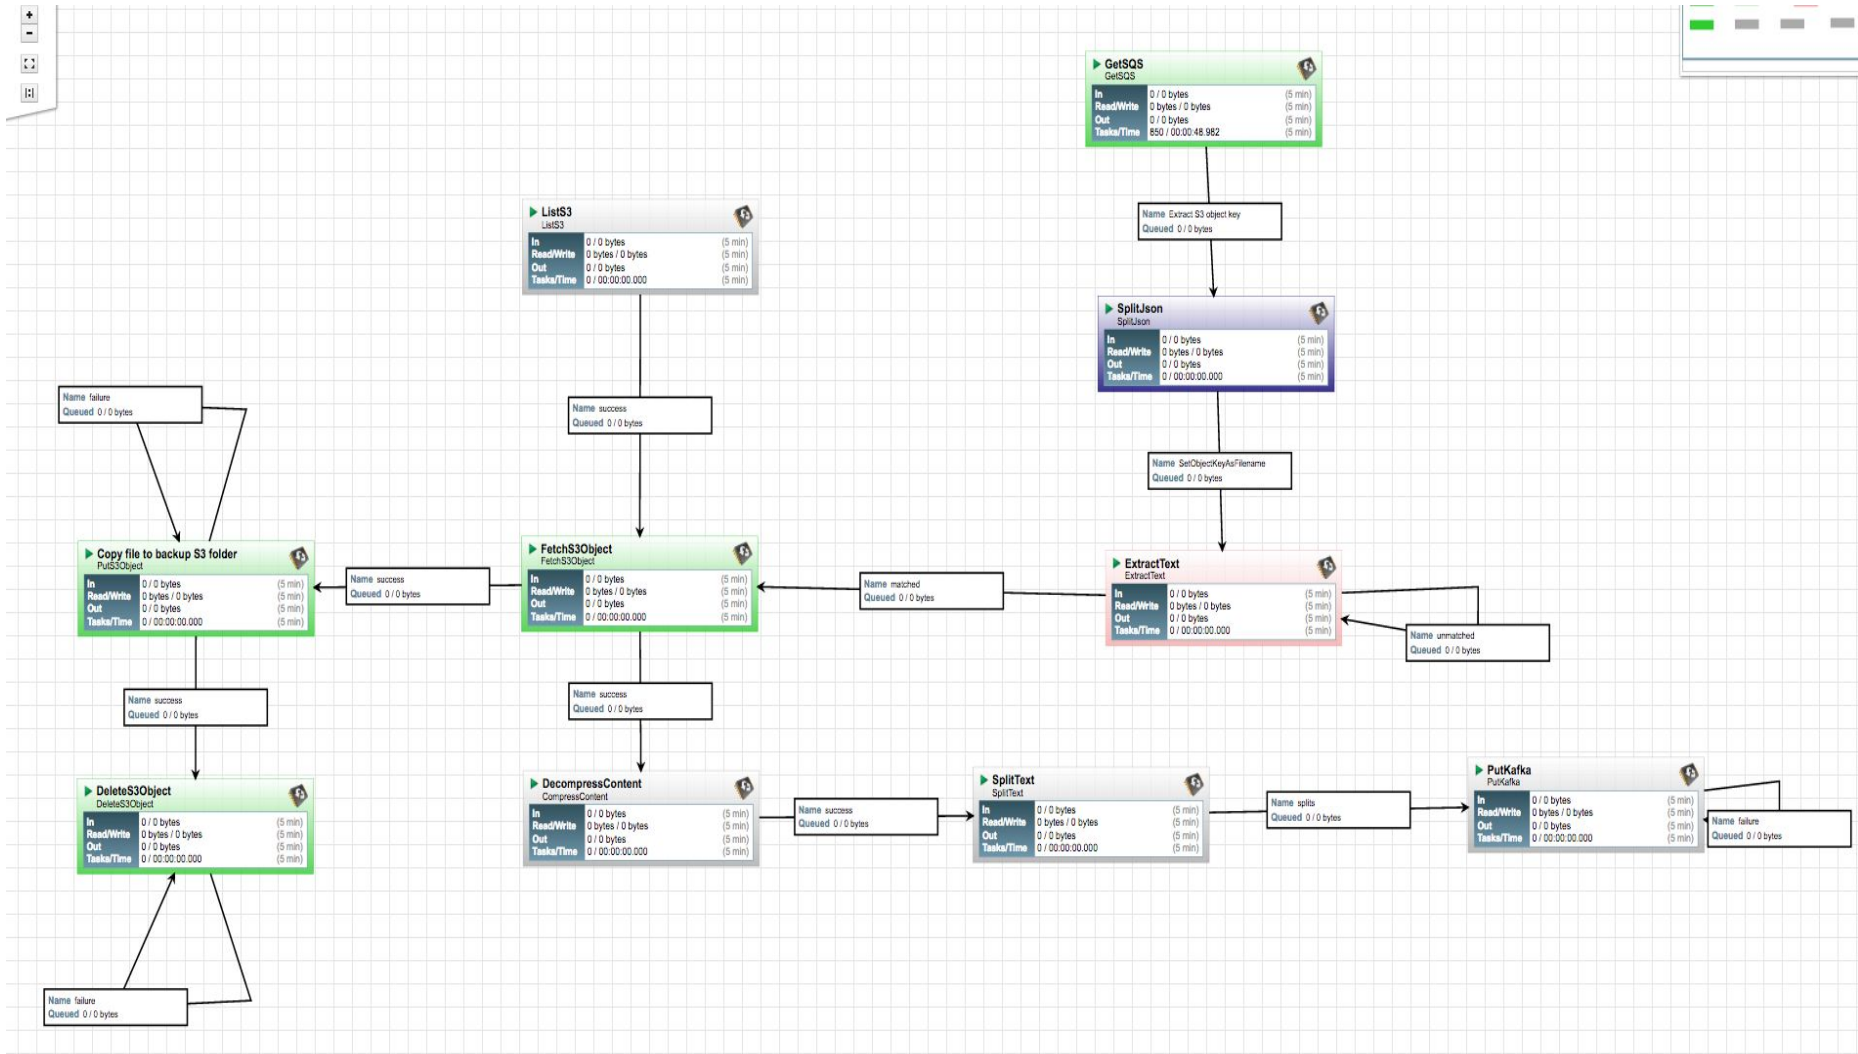 GetSQS
GetSQS
In 0 / 0 bytes (5 min)
Read/Write 0 bytes / 0 bytes (5 min)
Out 0 / 0 bytes (5 min)
Tasks/Time 850 / 00:00:48.982 (5 min)
Name Extract S3 object key
Queued 0 / 0 bytes
ListS3
ListS3
In 0 / 0 bytes (5 min)
Read/Write 0 bytes / 0 bytes (5 min)
Out 0 / 0 bytes (5 min)
Tasks/Time 0 / 00:00:00.000 (5 min)
SplitJson
SplitJson
In 0 / 0 bytes (5 min)
Read/Write 0 bytes / 0 bytes (5 min)
Out 0 / 0 bytes (5 min)
Tasks/Time 0 / 00:00:00.000 (5 min)
Name failure
Queued 0 / 0 bytes
Name success
Queued 0 / 0 bytes
Name SetObjectKeyAsFilename
Queued 0 / 0 bytes
Copy file to backup S3 folder
PutS3Object
In 0 / 0 bytes (5 min)
Read/Write 0 bytes / 0 bytes (5 min)
Out 0 / 0 bytes (5 min)
Tasks/Time 0 / 00:00:00.000 (5 min)
Name success
Queued 0 / 0 bytes
FetchS3Object
FetchS3Object
In 0 / 0 bytes (5 min)
Read/Write 0 bytes / 0 bytes (5 min)
Out 0 / 0 bytes (5 min)
Tasks/Time 0 / 00:00:00.000 (5 min)
Name matched
Queued 0 / 0 bytes
ExtractText
ExtractText
In 0 / 0 bytes (5 min)
Read/Write 0 bytes / 0 bytes (5 min)
Out 0 / 0 bytes (5 min)
Tasks/Time 0 / 00:00:00.000 (5 min)
Name unmatched
Queued 0 / 0 bytes
Name success
Queued 0 / 0 bytes
Name success
Queued 0 / 0 bytes
DeleteS3Object
DeleteS3Object
In 0 / 0 bytes (5 min)
Read/Write 0 bytes / 0 bytes (5 min)
Out 0 / 0 bytes (5 min)
Tasks/Time 0 / 00:00:00.000 (5 min)
DecompressContent
CompressContent
In 0 / 0 bytes (5 min)
Read/Write 0 bytes / 0 bytes (5 min)
Out 0 / 0 bytes (5 min)
Tasks/Time 0 / 00:00:00.000 (5 min)
Name success
Queued 0 / 0 bytes
SplitText
SplitText
In 0 / 0 bytes (5 min)
Read/Write 0 bytes / 0 bytes (5 min)
Out 0 / 0 bytes (5 min)
Tasks/Time 0 / 00:00:00.000 (5 min)
Name splits
Queued 0 / 0 bytes
PutKafka
PutKafka
In 0 / 0 bytes (5 min)
Read/Write 0 bytes / 0 bytes (5 min)
Out 0 / 0 bytes (5 min)
Tasks/Time 0 / 00:00:00.000 (5 min)
Name failure
Queued 0 / 0 bytes
Name failure
Queued 0 / 0 bytes